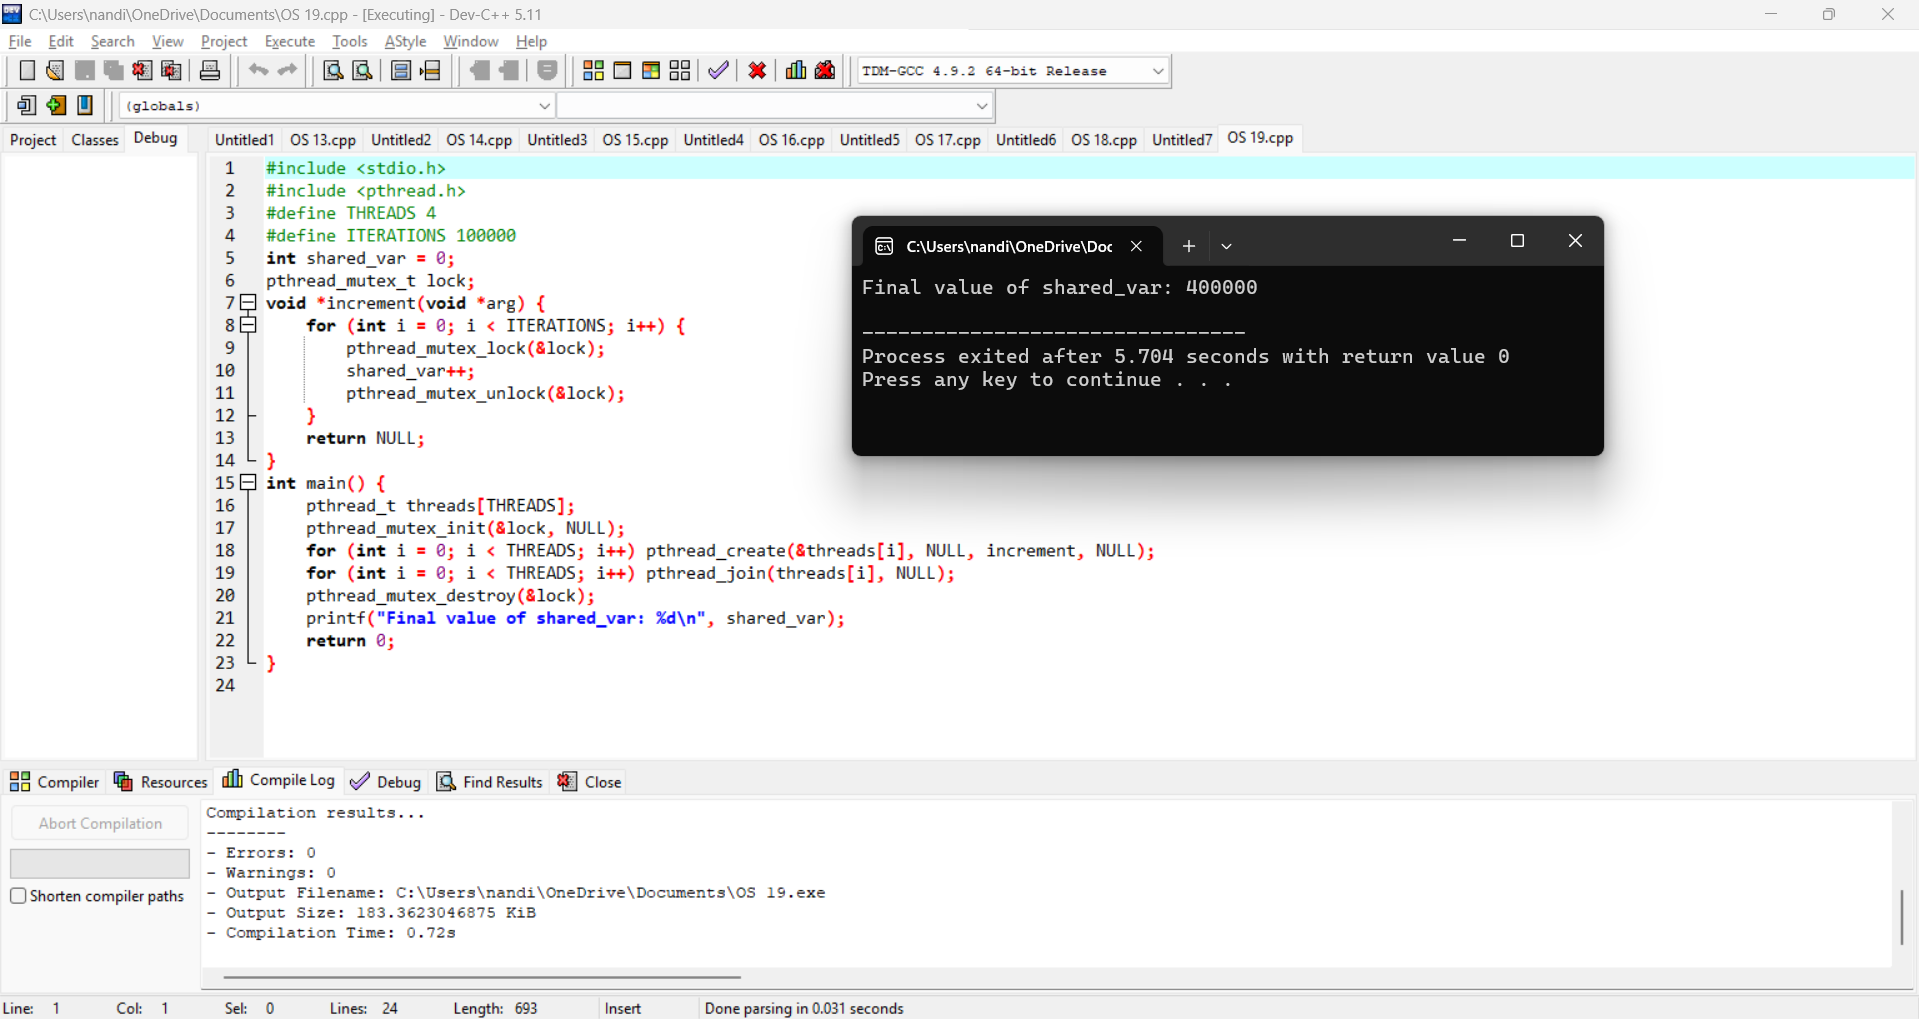 C:\Users\nandi\OneDrive\Documents\OS 19.cpp - [Executing] - Dev-C++ 5.11
File Edit Search View Project Execute Tools AStyle Window Help
TDM-GCC 4.9.2 64-bit Release
(globals)
Project Classes Debug Untitled1 OS 13.cpp Untitled2 OS 14.cpp Untitled3 OS 15.cpp Untitled4 OS 16.cpp Untitled5 OS 17.cpp Untitled6 OS 18.cpp Untitled7 OS 19.cpp
1 #include <stdio.h>
2 #include <pthread.h>
3 #define THREADS 4
4 #define ITERATIONS 100000
5 int shared_var = 0;
6 pthread_mutex_t lock;
7 void *increment(void *arg) {
8 for (int i = 0; i < ITERATIONS; i++) {
9 pthread_mutex_lock(&lock);
10 shared_var++;
11 pthread_mutex_unlock(&lock);
12 }
13 return NULL;
14 }
15 int main() {
16 pthread_t threads[THREADS];
17 pthread_mutex_init(&lock, NULL);
18 for (int i = 0; i < THREADS; i++) pthread_create(&threads[i], NULL, increment, NULL);
19 for (int i = 0; i < THREADS; i++) pthread_join(threads[i], NULL);
20 pthread_mutex_destroy(&lock);
21 printf("Final value of shared_var: %d\n", shared_var);
22 return 0;
23 }
24
C:\Users\nandi\OneDrive\Doc
Final value of shared_var: 400000
--------------------------------
Process exited after 5.704 seconds with return value 0
Press any key to continue . . .
Compiler Resources Compile Log Debug Find Results Close
Abort Compilation
Shorten compiler paths
Compilation results...
--------
- Errors: 0
- Warnings: 0
- Output Filename: C:\Users\nandi\OneDrive\Documents\OS 19.exe
- Output Size: 183.3623046875 KiB
- Compilation Time: 0.72s
Line: 1 Col: 1 Sel: 0 Lines: 24 Length: 693 Insert Done parsing in 0.031 seconds